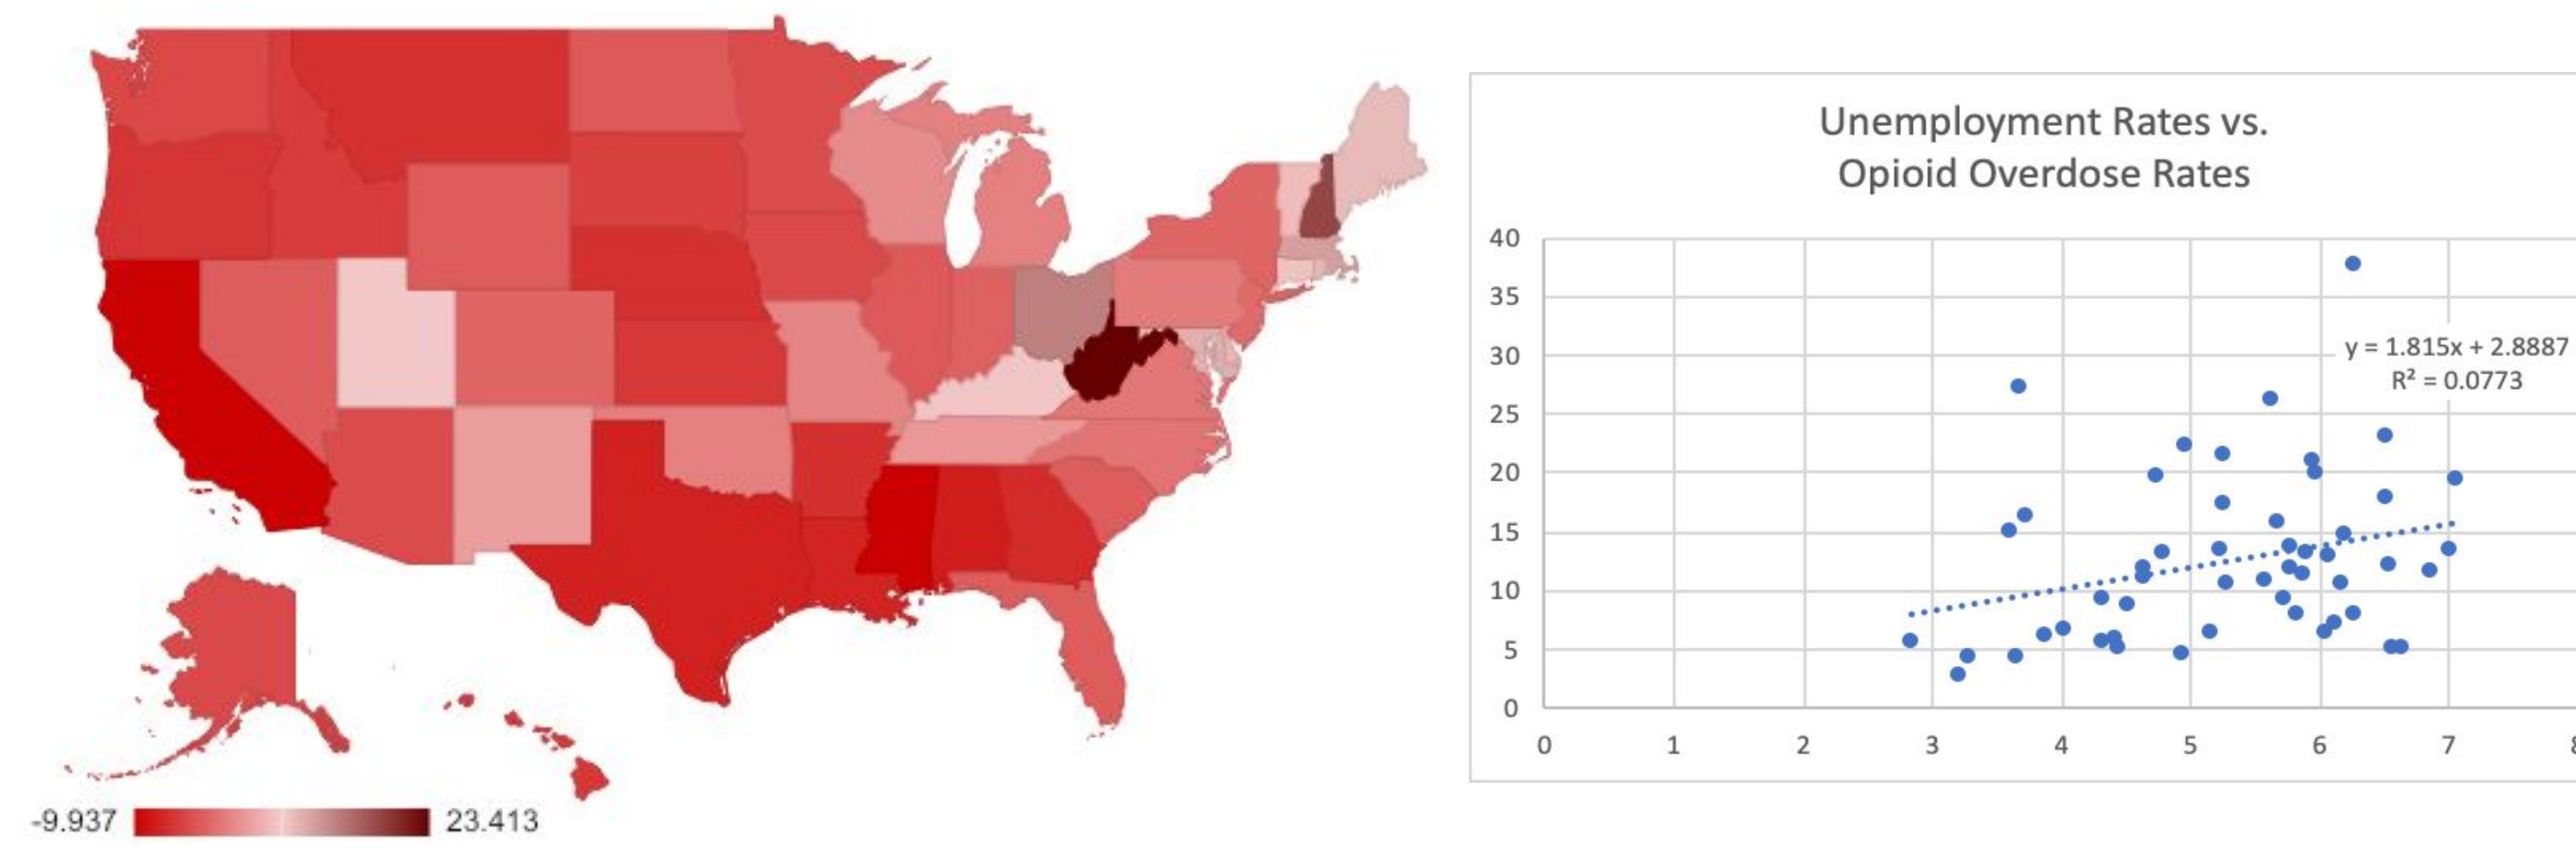 -9.937 23.413
Unemployment Rates vs.
Opioid Overdose Rates
40
35
30
25
20
15
10
5
0
y = 1.815x + 2.8887
R² = 0.0773
0 1 2 3 4 5 6 7